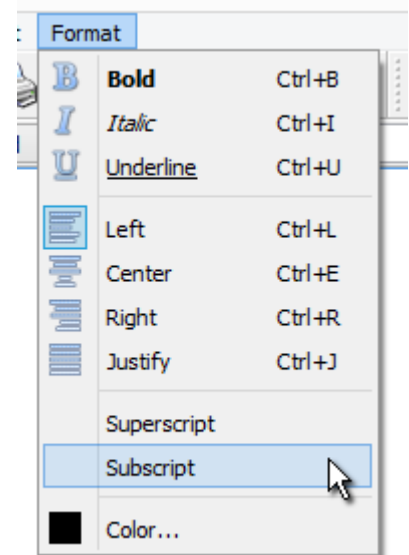 Format
Bold Ctrl+B
Italic Ctrl+I
Underline Ctrl+U
Left Ctrl+L
Center Ctrl+E
Right Ctrl+R
Justify Ctrl+J
Superscript
Subscript
Color...